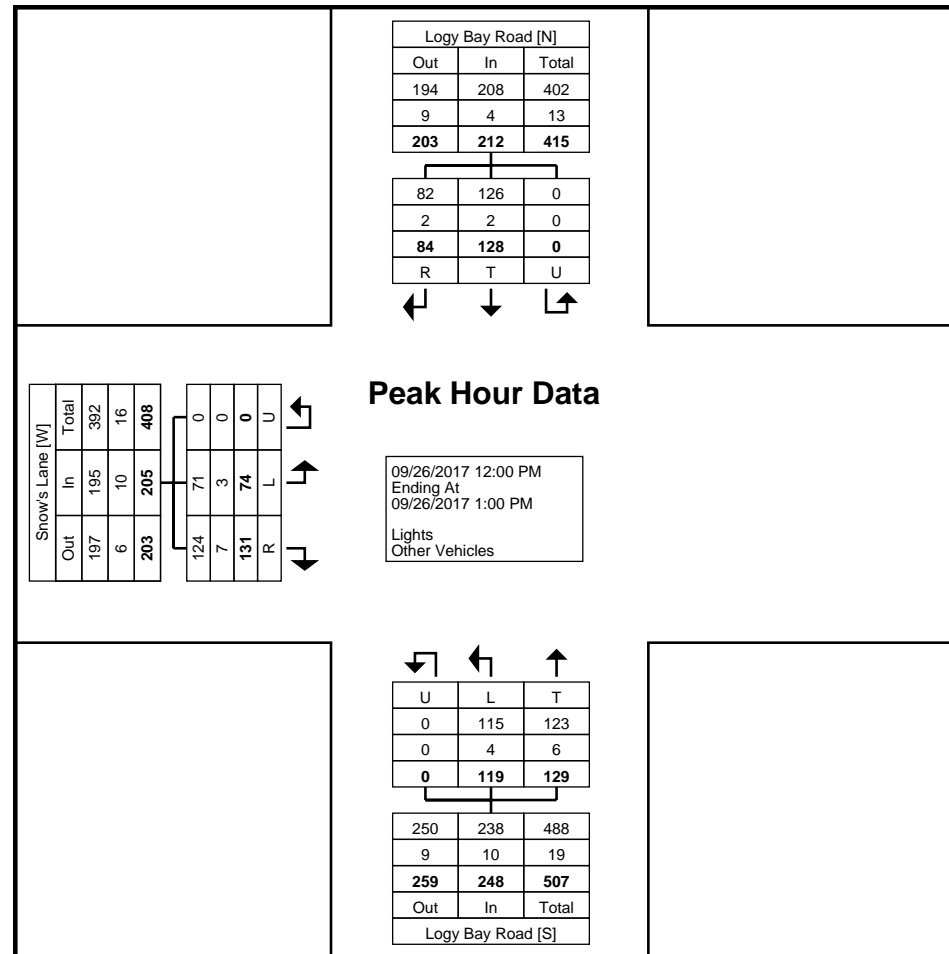 Logy Bay Road [N]
Out In Total
194 208 402
9 4 13
203 212 415
82 126 0
2 2 0
84 128 0
R T U
Peak Hour Data
Snow's Lane [W]
Out In Total
197 195 392
6 10 16
203 205 408
124 71 0
7 3 0
131 74 0
R L U
09/26/2017 12:00 PM
Ending At
09/26/2017 1:00 PM
Lights
Other Vehicles
U L T
0 115 123
0 4 6
0 119 129
250 238 488
9 10 19
259 248 507
Out In Total
Logy Bay Road [S]